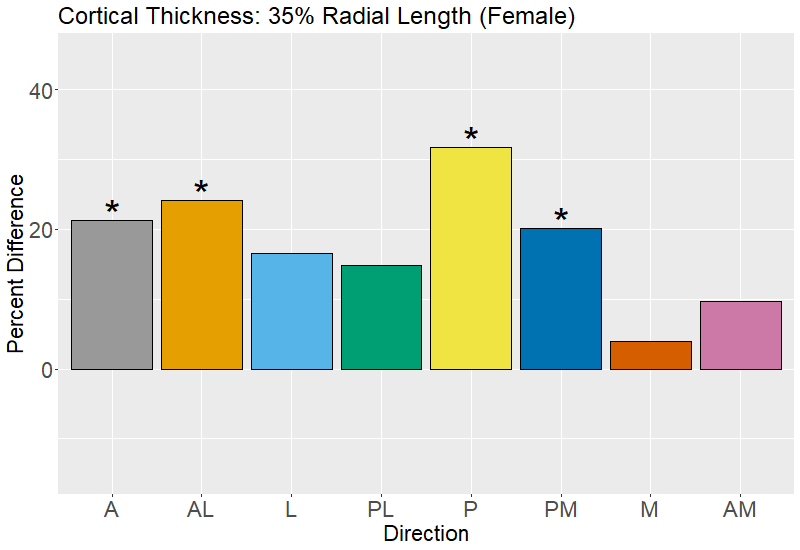 Cortical Thickness: 35% Radial Length (Female)
Percent Difference
40
20
0
* * * *
A AL L PL P PM M AM
Direction